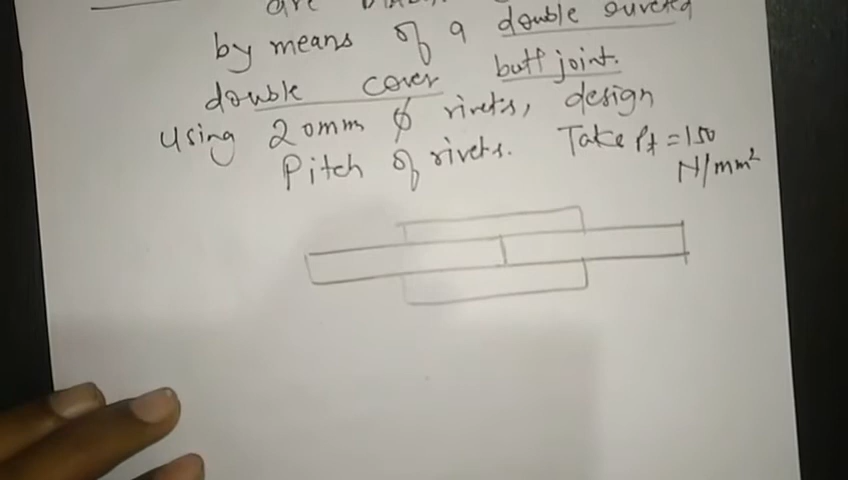 are
by means of a double riveted
double cover butt joint.
Using 20mm ϕ rivets, design
Pitch of rivets. Take Pt = 150
N/mm²